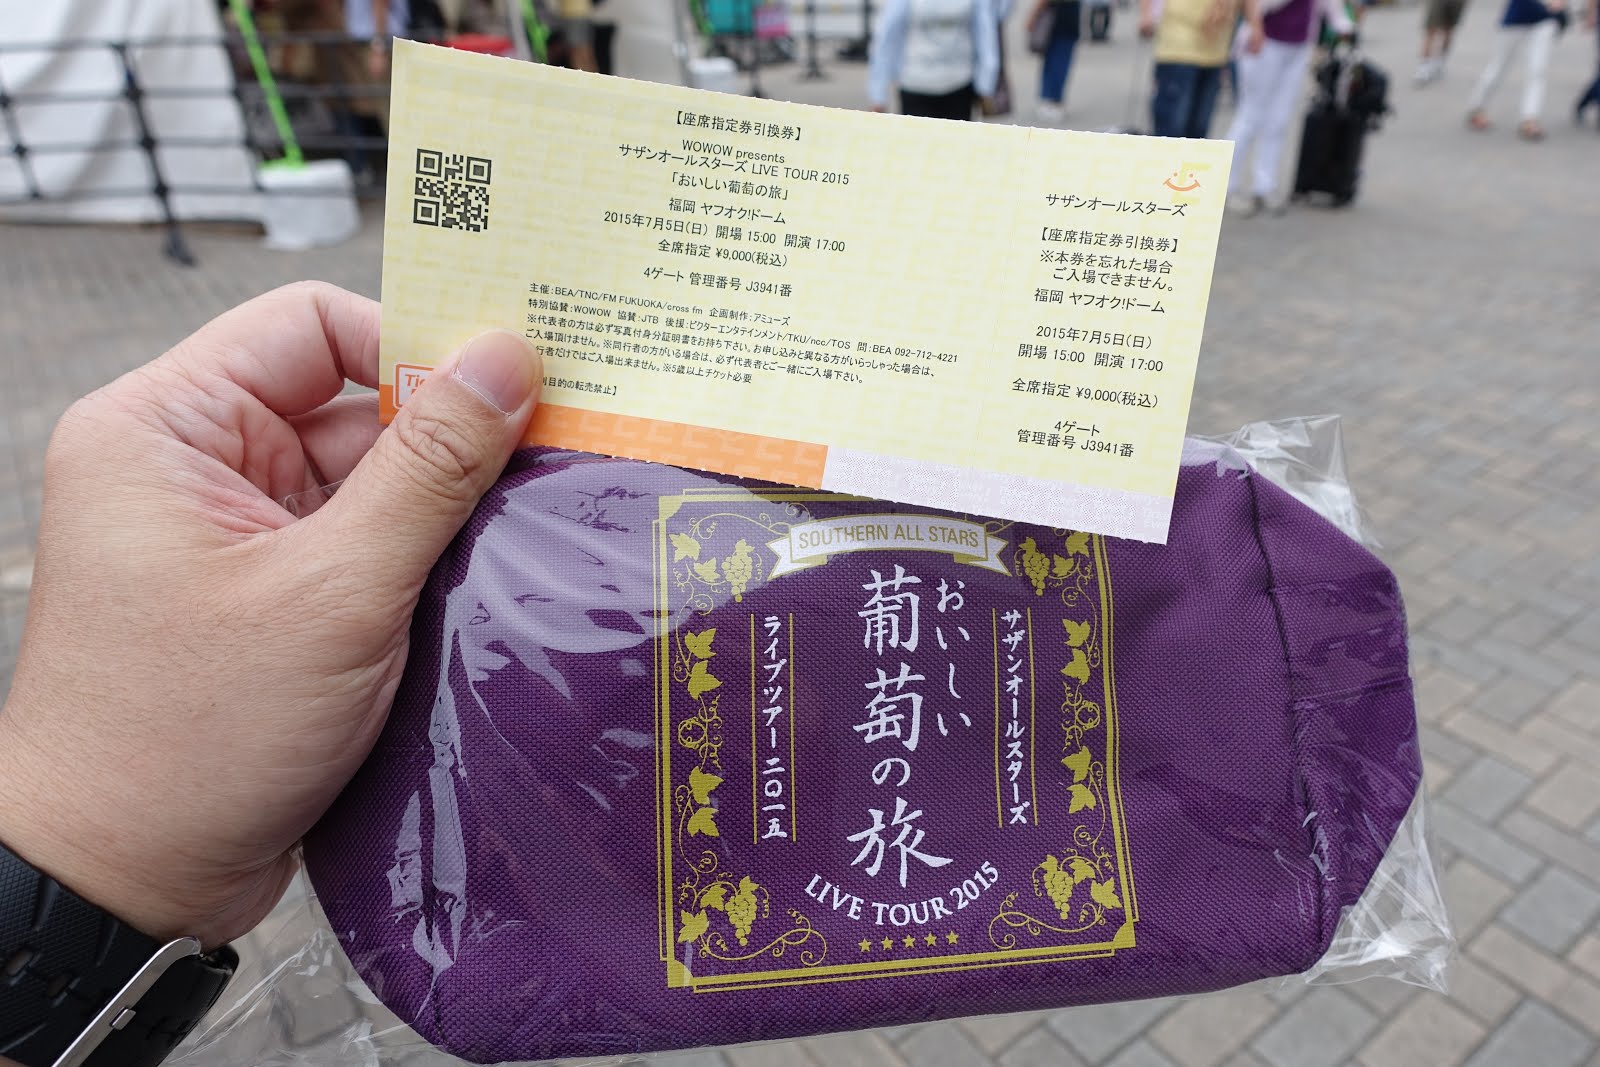 【座席指定券引換券】
WOWOW presents
サザンオールスターズ LIVE TOUR 2015
「おいしい葡萄の旅」
福岡 ヤフオク!ドーム
2015年7月5日(日) 開場 15:00 開演 17:00
全席指定 ¥9,000(税込)
4ゲート 管理番号 J3941番
主催:BEA/TNC/FM FUKUOKA/cross fm 企画制作:アミューズ
特別協賛:WOWOW 協賛:JTB 後援:ビクターエンタテインメント/TKU/ncc/TOS 問:BEA 092-712-4221
※代表者の方は必ず写真付身分証明書をお持ち下さい。お申し込みと異なる方がいらっしゃった場合は、
ご入場頂けません。※同行者の方がいる場合は、必ず代表者とご一緒にご入場下さい。
行者だけではご入場出来ません。※5歳以上チケット必要
利目的の転売禁止】
サザンオールスターズ
【座席指定券引換券】
※本券を忘れた場合
ご入場できません。
福岡 ヤフオク!ドーム
2015年7月5日(日)
開場 15:00 開演 17:00
全席指定 ¥9,000(税込)
4ゲート
管理番号 J3941番
SOUTHERN ALL STARS
サザンオールスターズ
おいしい
葡萄の旅
ライブツアー二〇一五
LIVE TOUR 2015